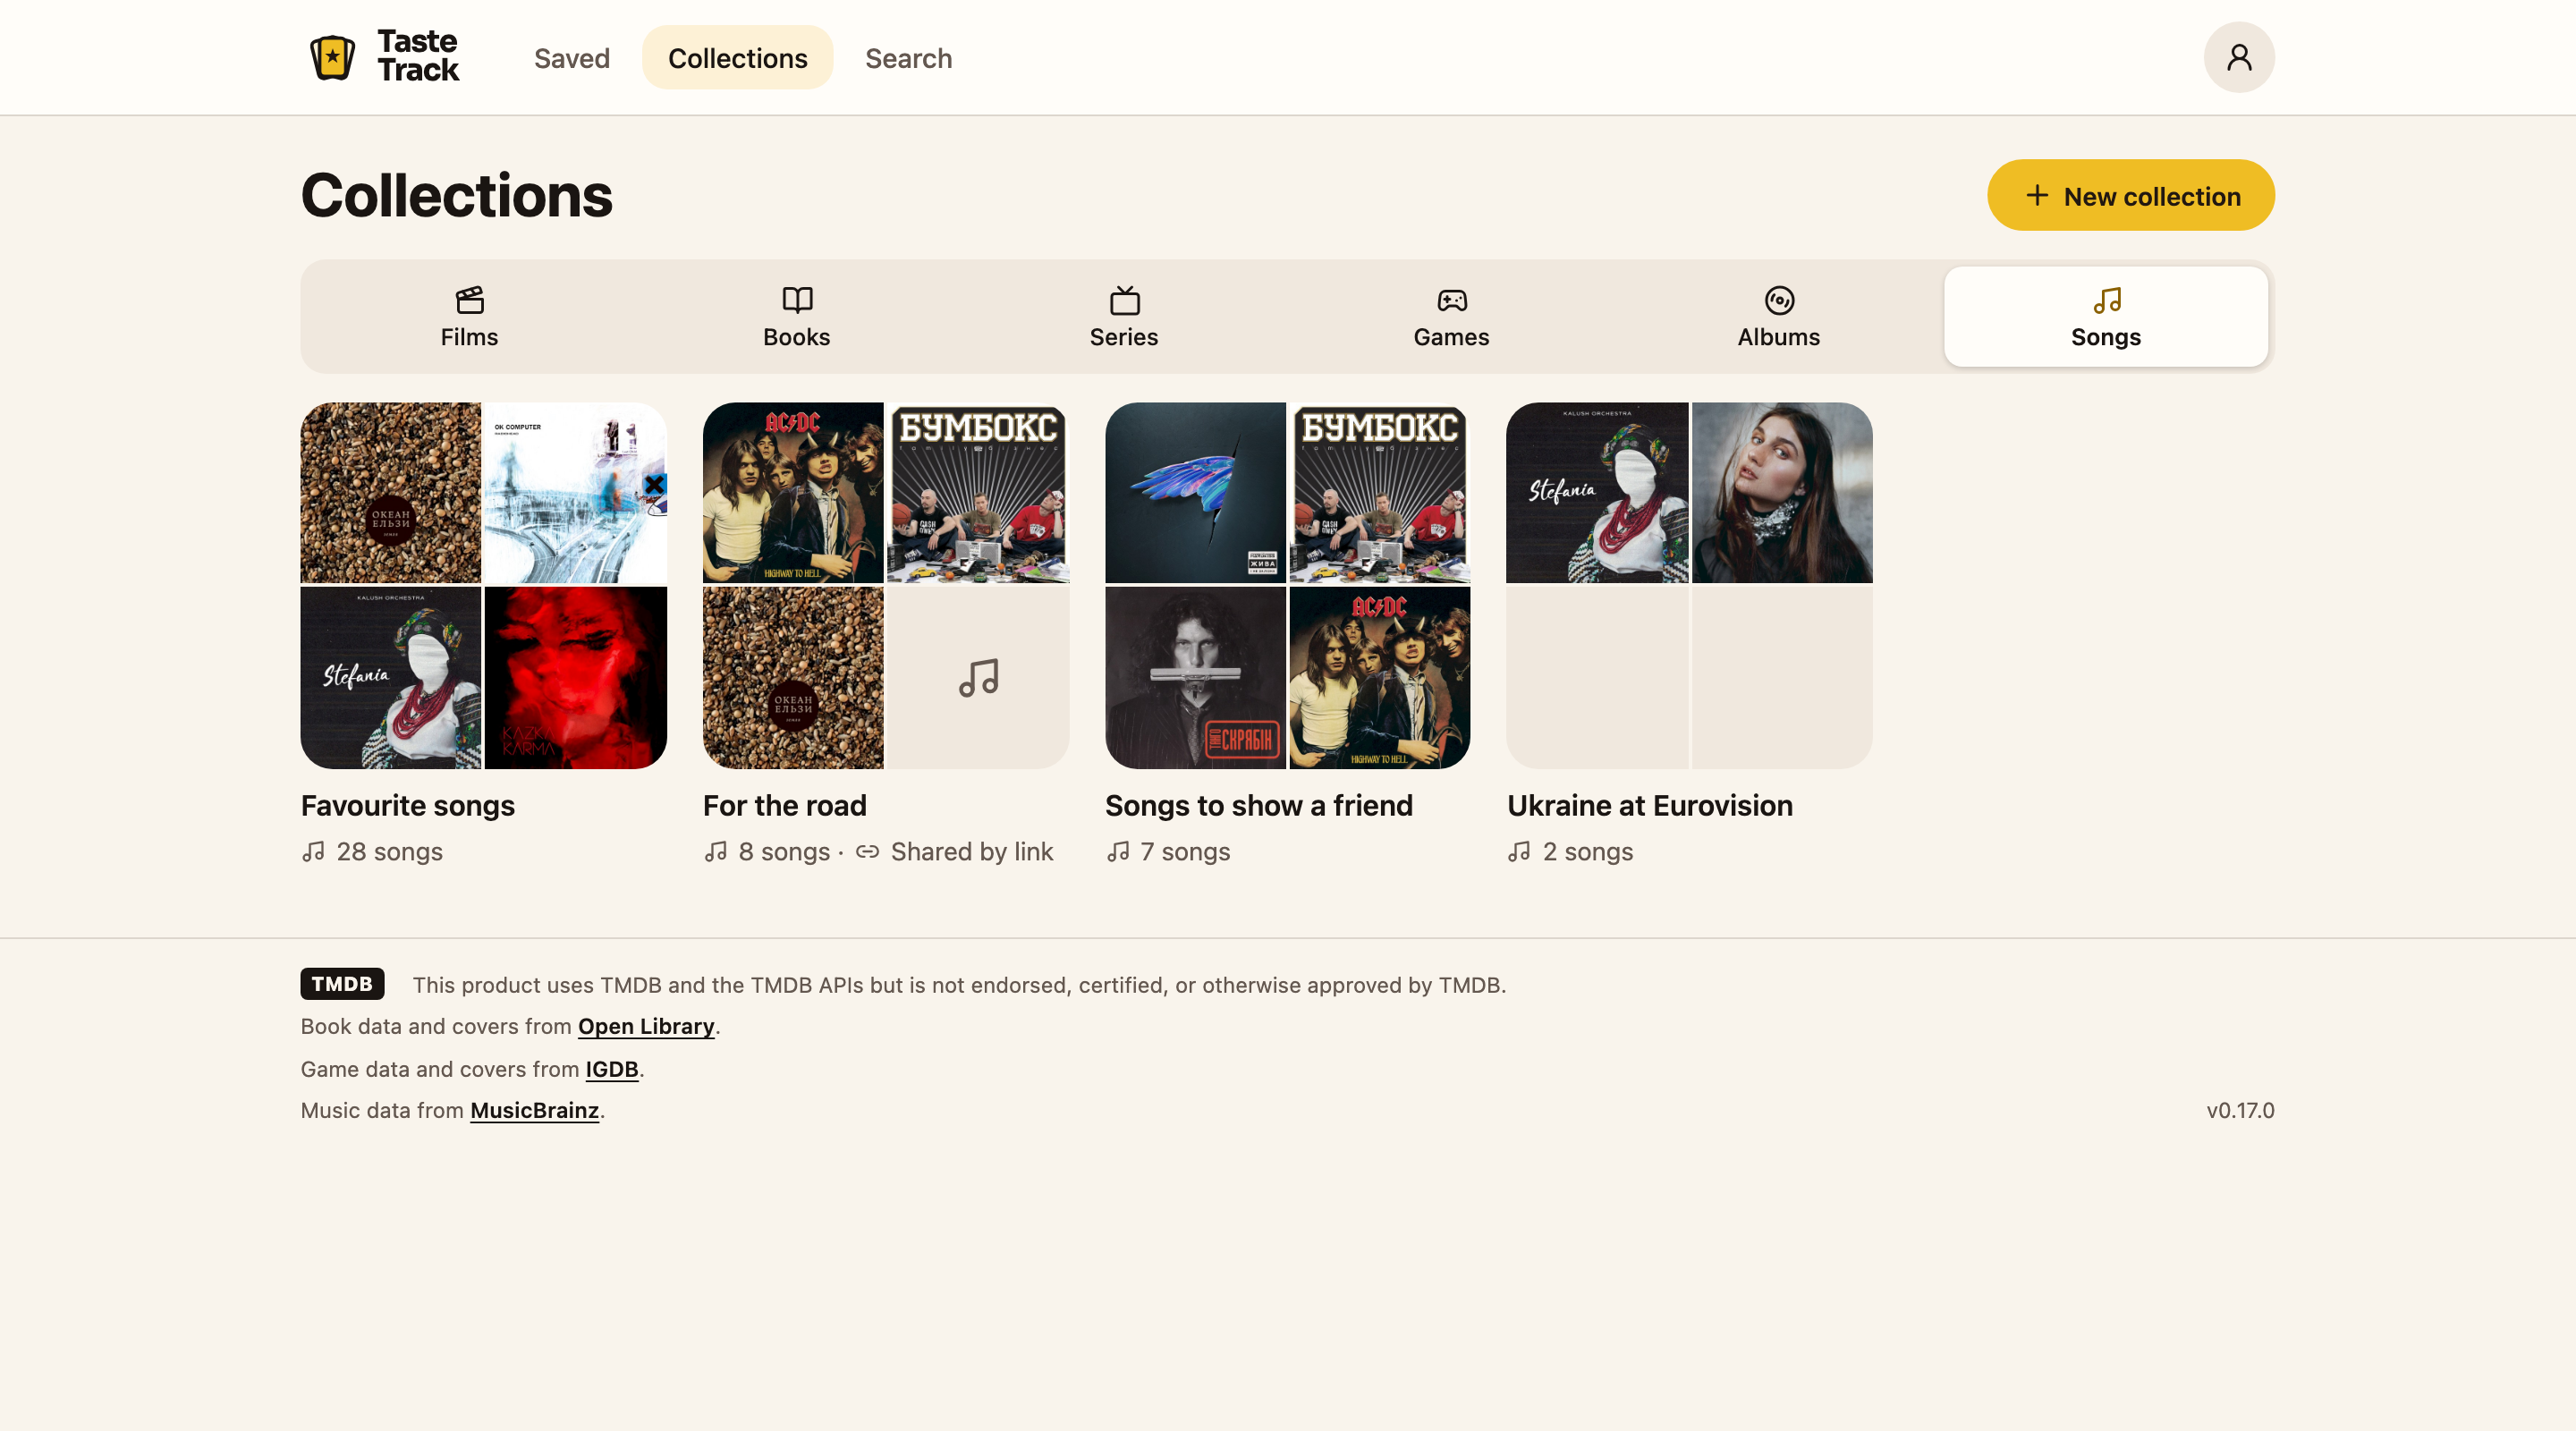 Taste
Track
Saved
Collections
Search
Collections
New collection
Films
Books
Series
Games
Albums
Songs
ОКЕАН
ЕЛЬЗИ
OK COMPUTER
KALUSH ORCHESTRA
Stefania
KAZKA
KARMA
AC/DC
HIGHWAY TO HELL
БУМБОКС
family бізнес
ОКЕАН
ЕЛЬЗИ
ЖИВА
БУМБОКС
family бізнес
СКРЯБІН
AC/DC
HIGHWAY TO HELL
KALUSH ORCHESTRA
Stefania
Favourite songs
28 songs
For the road
8 songs · Shared by link
Songs to show a friend
7 songs
Ukraine at Eurovision
2 songs
TMDB
This product uses TMDB and the TMDB APIs but is not endorsed, certified, or otherwise approved by TMDB.
Book data and covers from Open Library.
Game data and covers from IGDB.
Music data from MusicBrainz.
v0.17.0